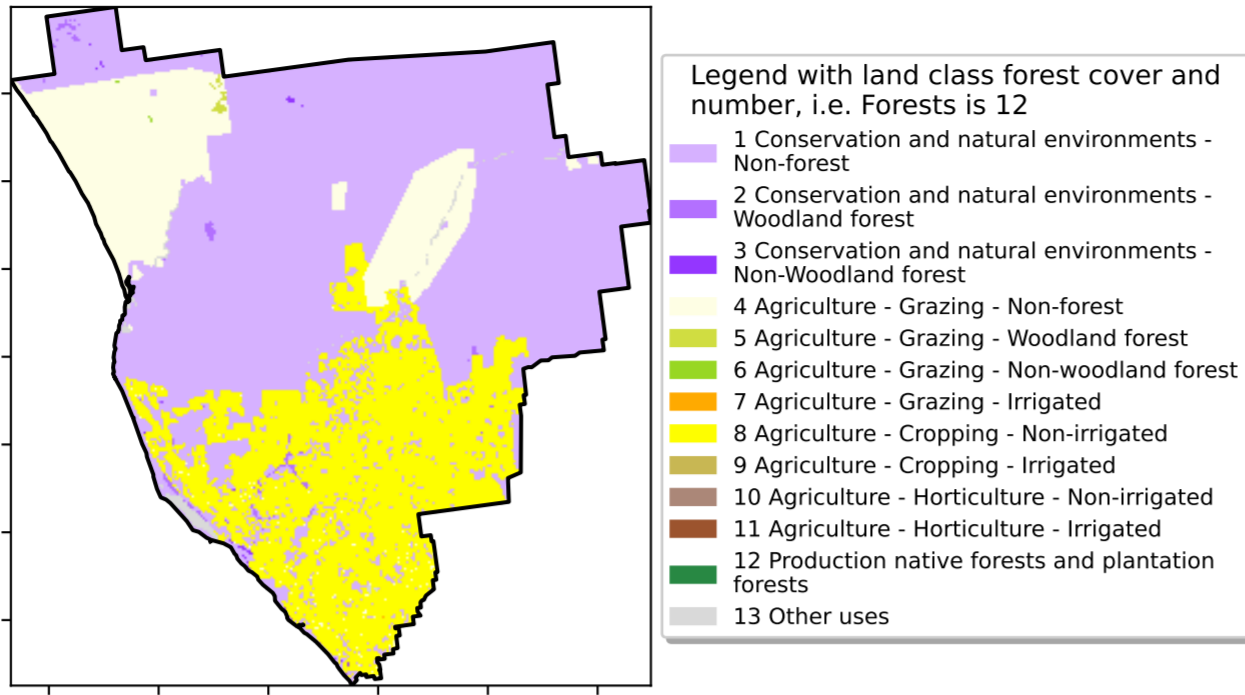 Legend with land class forest cover and
number, i.e. Forests is 12
1 Conservation and natural environments -
Non-forest
2 Conservation and natural environments -
Woodland forest
3 Conservation and natural environments -
Non-Woodland forest
4 Agriculture - Grazing - Non-forest
5 Agriculture - Grazing - Woodland forest
6 Agriculture - Grazing - Non-woodland forest
7 Agriculture - Grazing - Irrigated
8 Agriculture - Cropping - Non-irrigated
9 Agriculture - Cropping - Irrigated
10 Agriculture - Horticulture - Non-irrigated
11 Agriculture - Horticulture - Irrigated
12 Production native forests and plantation
forests
13 Other uses